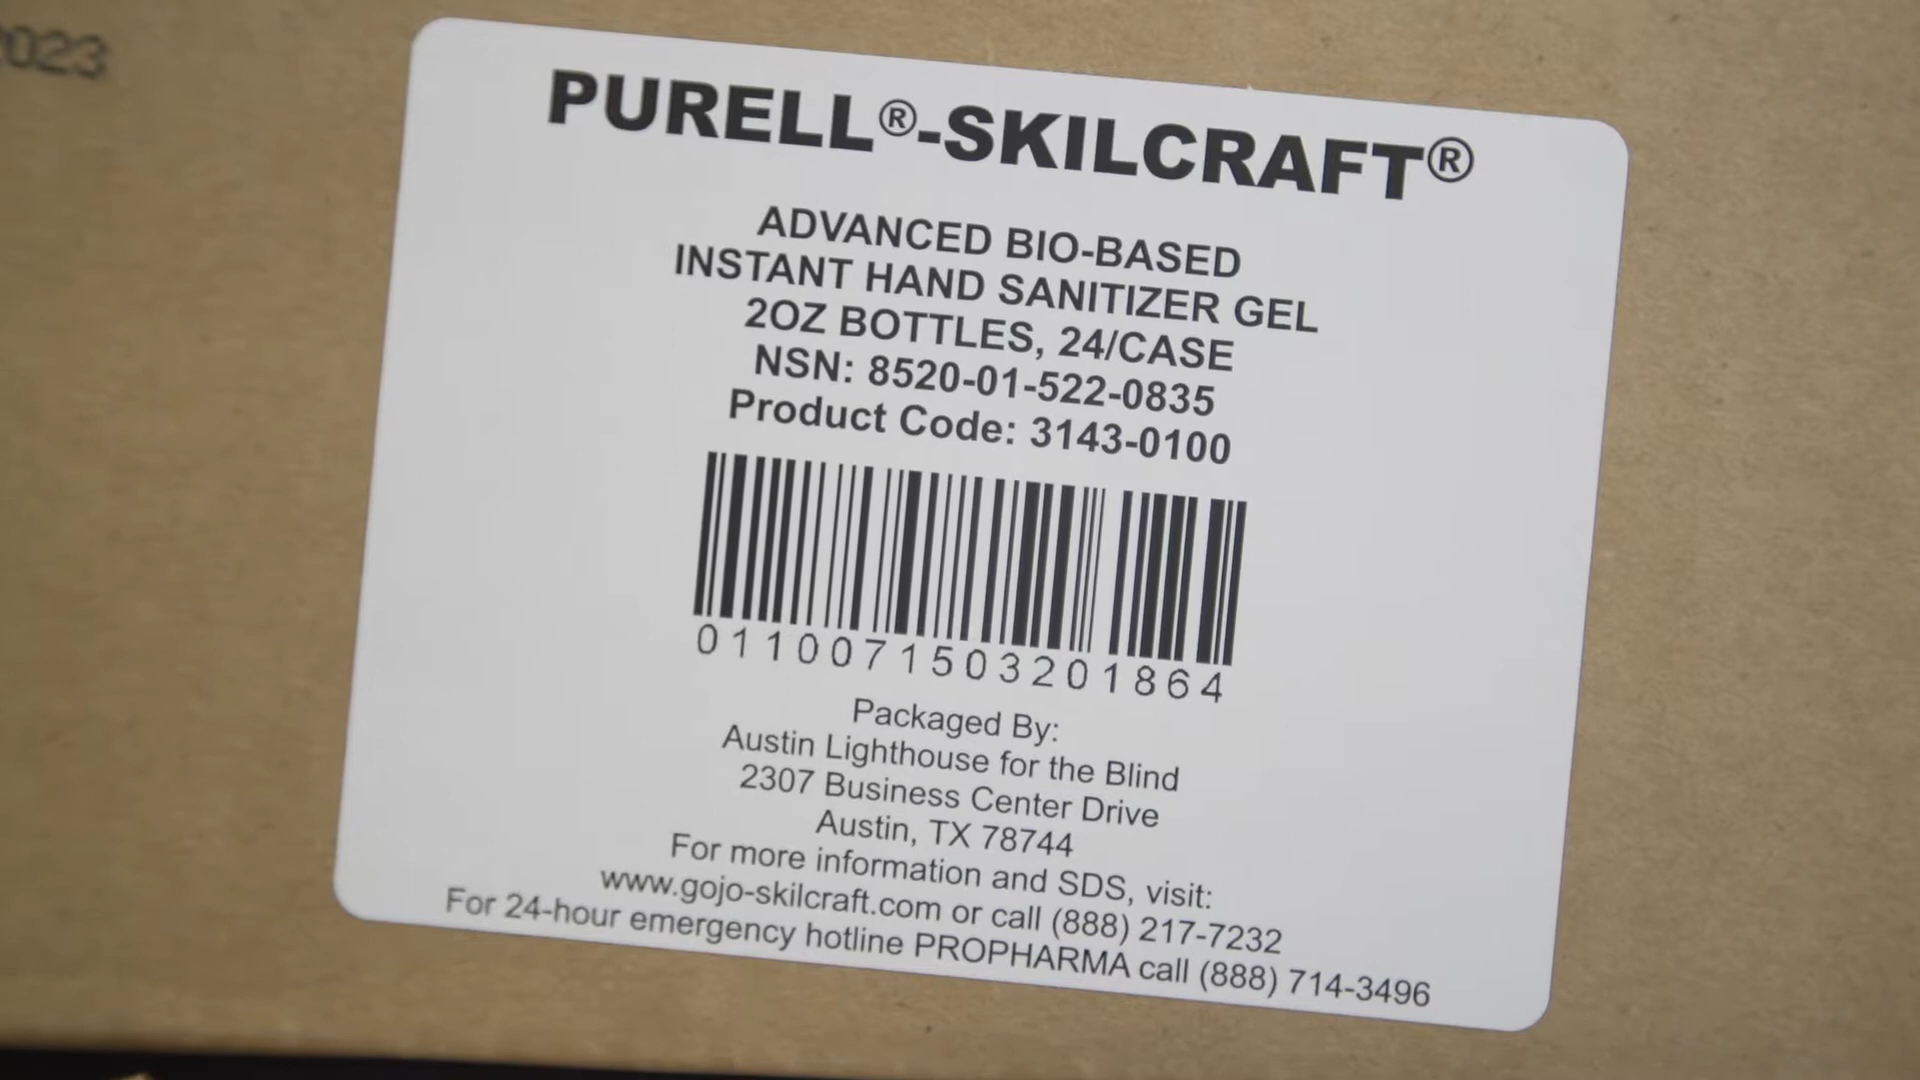 PURELL®-SKILCRAFT®
ADVANCED BIO-BASED
INSTANT HAND SANITIZER GEL
2OZ BOTTLES, 24/CASE
NSN: 8520-01-522-0835
Product Code: 3143-0100
0110071503201864
Packaged By:
Austin Lighthouse for the Blind
2307 Business Center Drive
Austin, TX 78744
For more information and SDS, visit:
www.gojo-skilcraft.com or call (888) 217-7232
For 24-hour emergency hotline PROPHARMA call (888) 714-3496